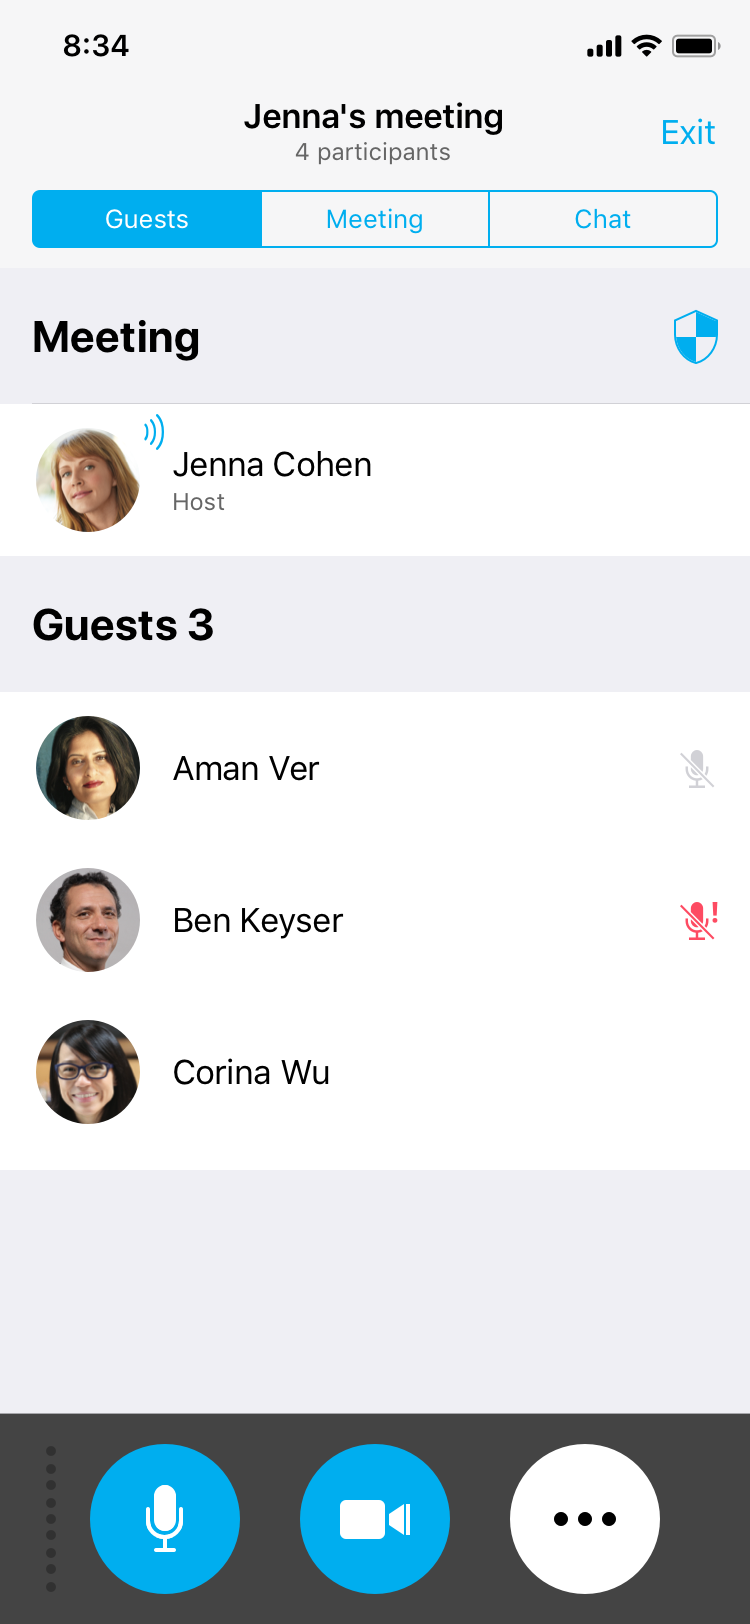 8:34
Jenna's meeting
4 participants
Exit
Guests
Meeting
Chat
Meeting
Jenna Cohen
Host
Guests 3
Aman Ver
Ben Keyser
Corina Wu